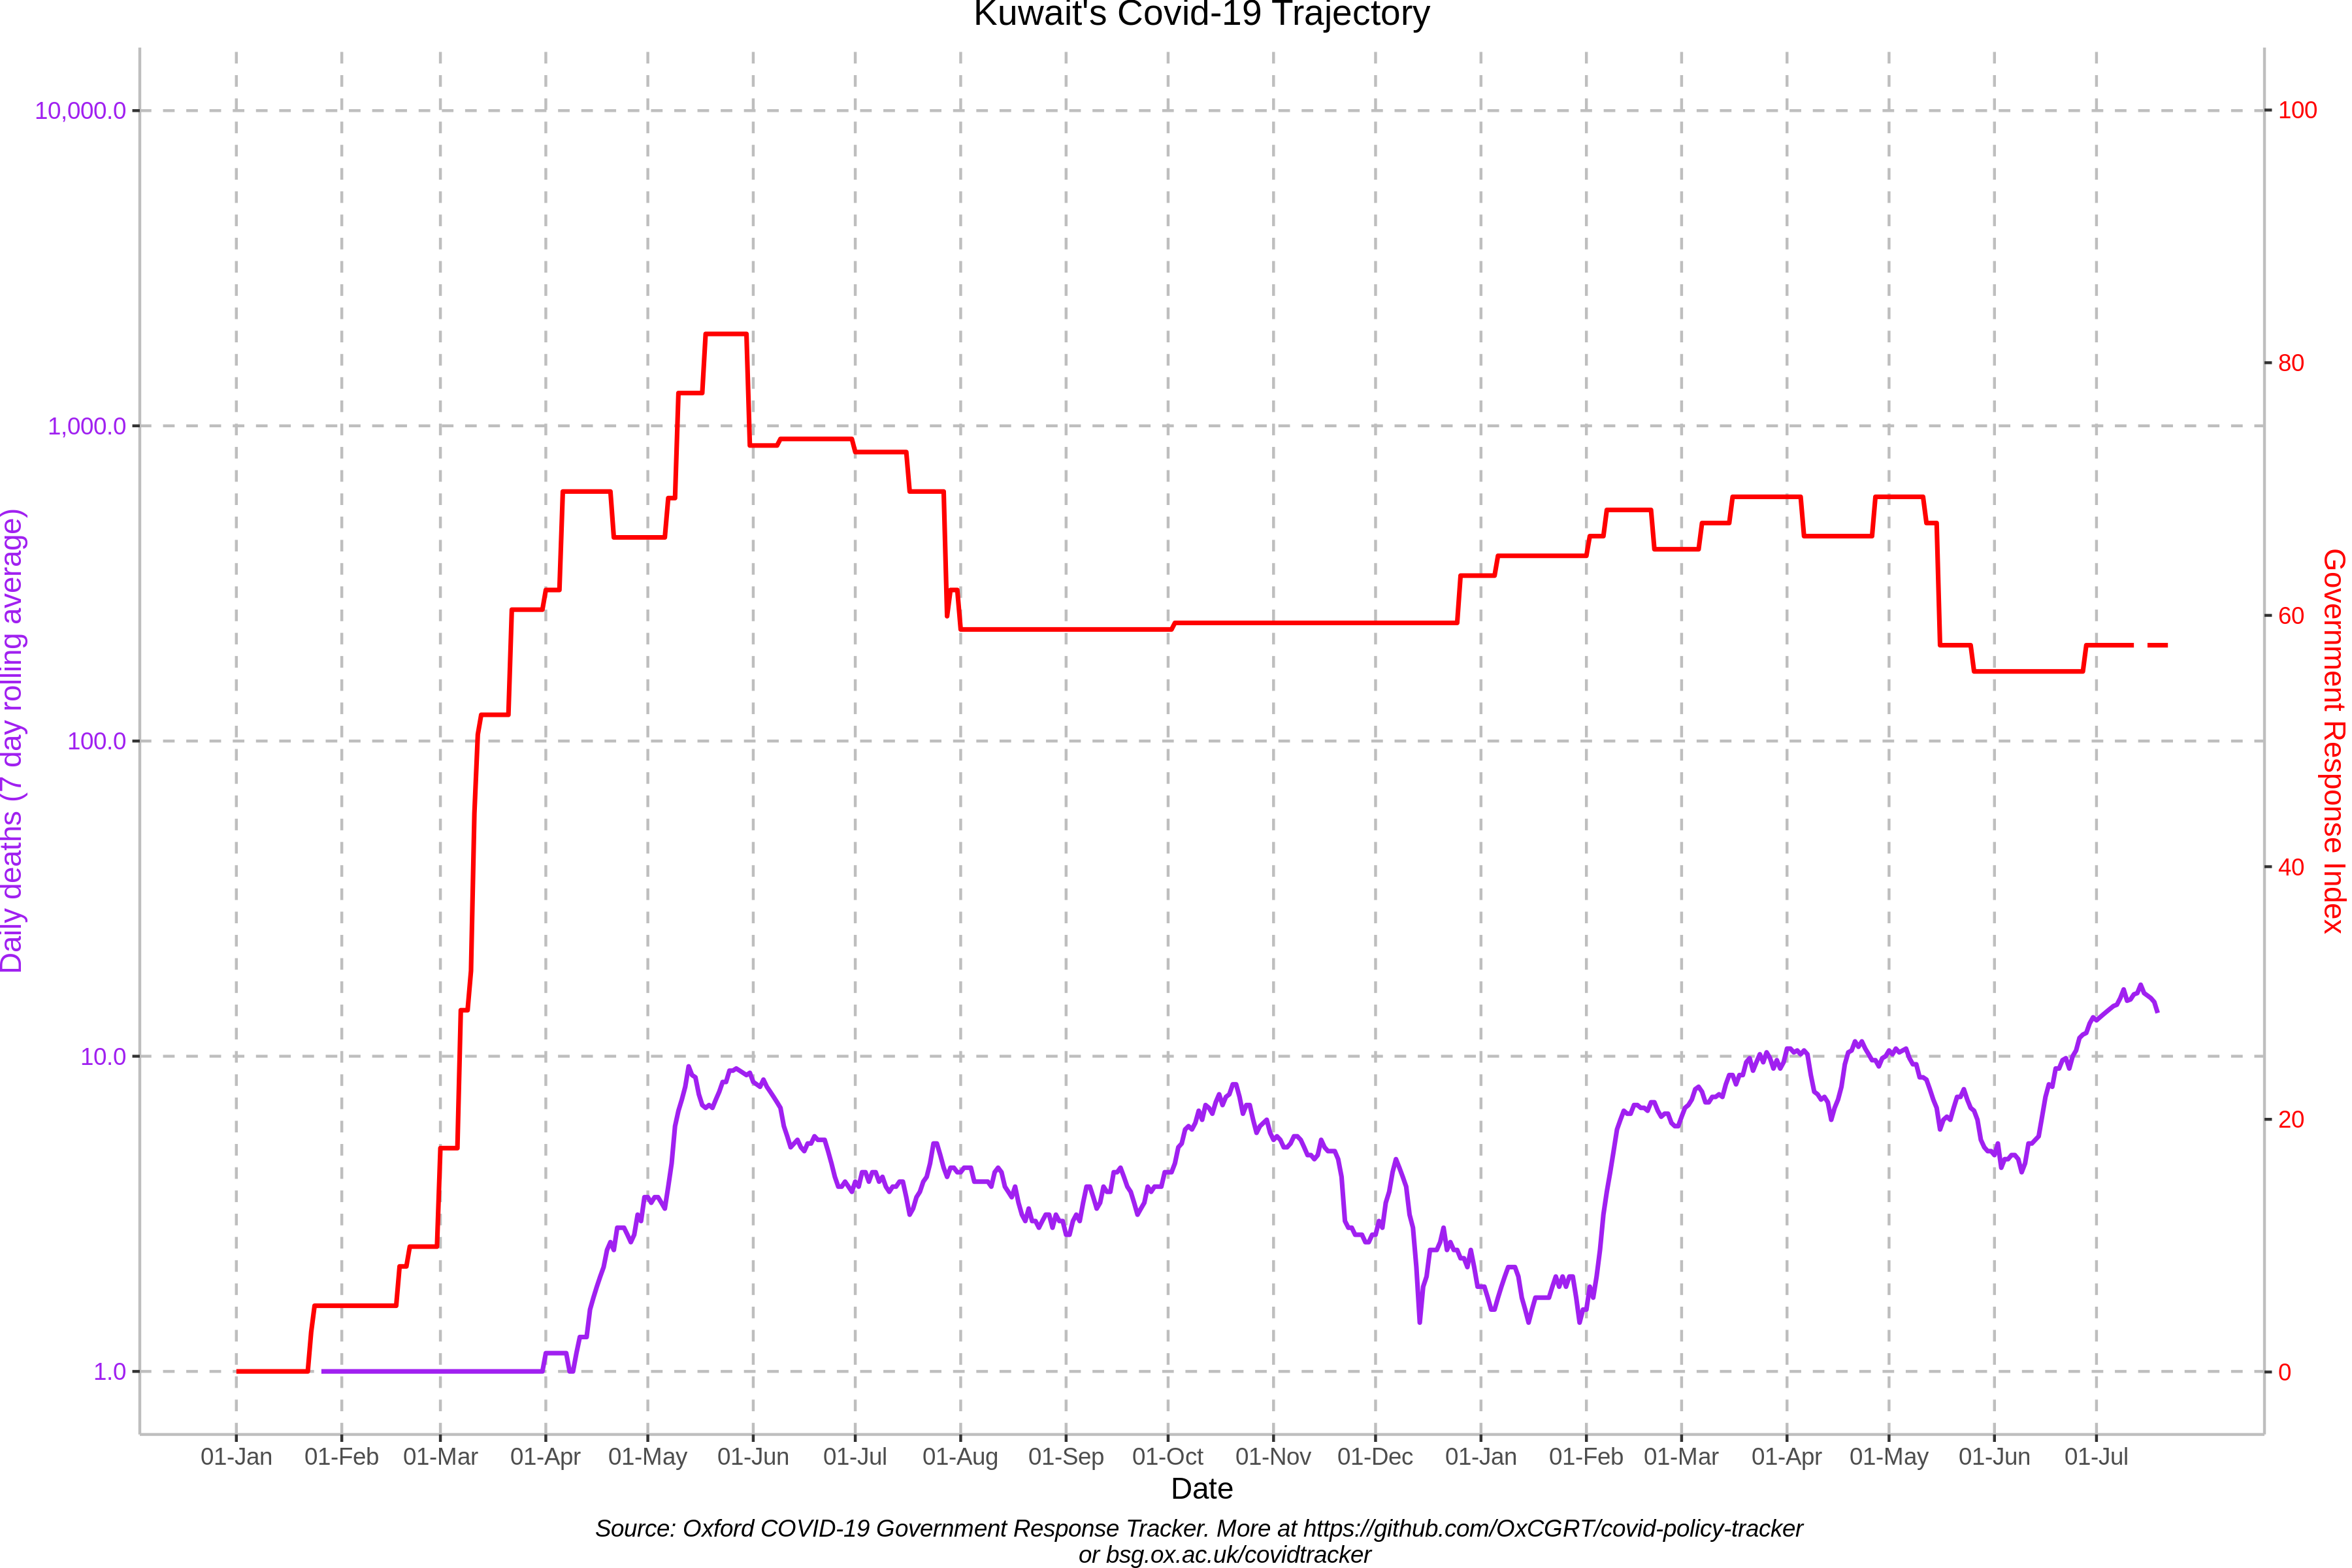 Kuwait's Covid-19 Trajectory
10,000.0
1,000.0
100.0
10.0
1.0
Daily deaths (7 day rolling average)
100
80
60
40
20
0
Government Response Index
01-Jan 01-Feb 01-Mar 01-Apr 01-May 01-Jun 01-Jul 01-Aug 01-Sep 01-Oct 01-Nov 01-Dec 01-Jan 01-Feb 01-Mar 01-Apr 01-May 01-Jun 01-Jul
Date
Source: Oxford COVID-19 Government Response Tracker. More at https://github.com/OxCGRT/covid-policy-tracker
or bsg.ox.ac.uk/covidtracker